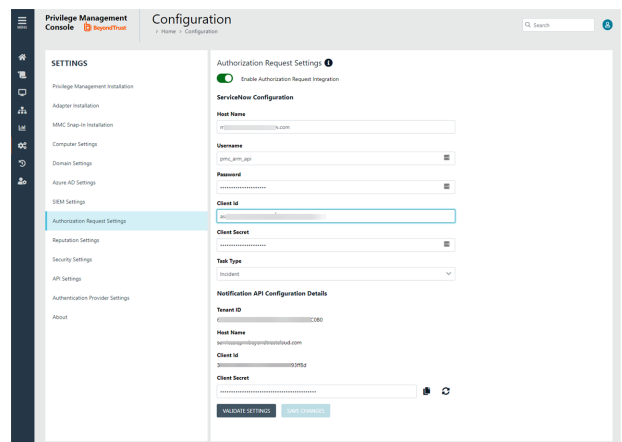 MENU
Privilege Management
Console BeyondTrust
Configuration
> Home > Configuration
Search
SETTINGS
Privilege Management Installation
Adapter Installation
MMC Snap-In Installation
Computer Settings
Domain Settings
Azure AD Settings
SIEM Settings
Authorization Request Settings
Reputation Settings
Security Settings
API Settings
Authentication Provider Settings
About
Authorization Request Settings
Enable Authorization Request Integration
ServiceNow Configuration
Host Name
.com
Username
pmc_arm_api
Password
Client Id
Client Secret
Task Type
Incident
Notification API Configuration Details
Tenant ID
Host Name
Client Id
Client Secret
VALIDATE SETTINGS
SAVE CHANGES